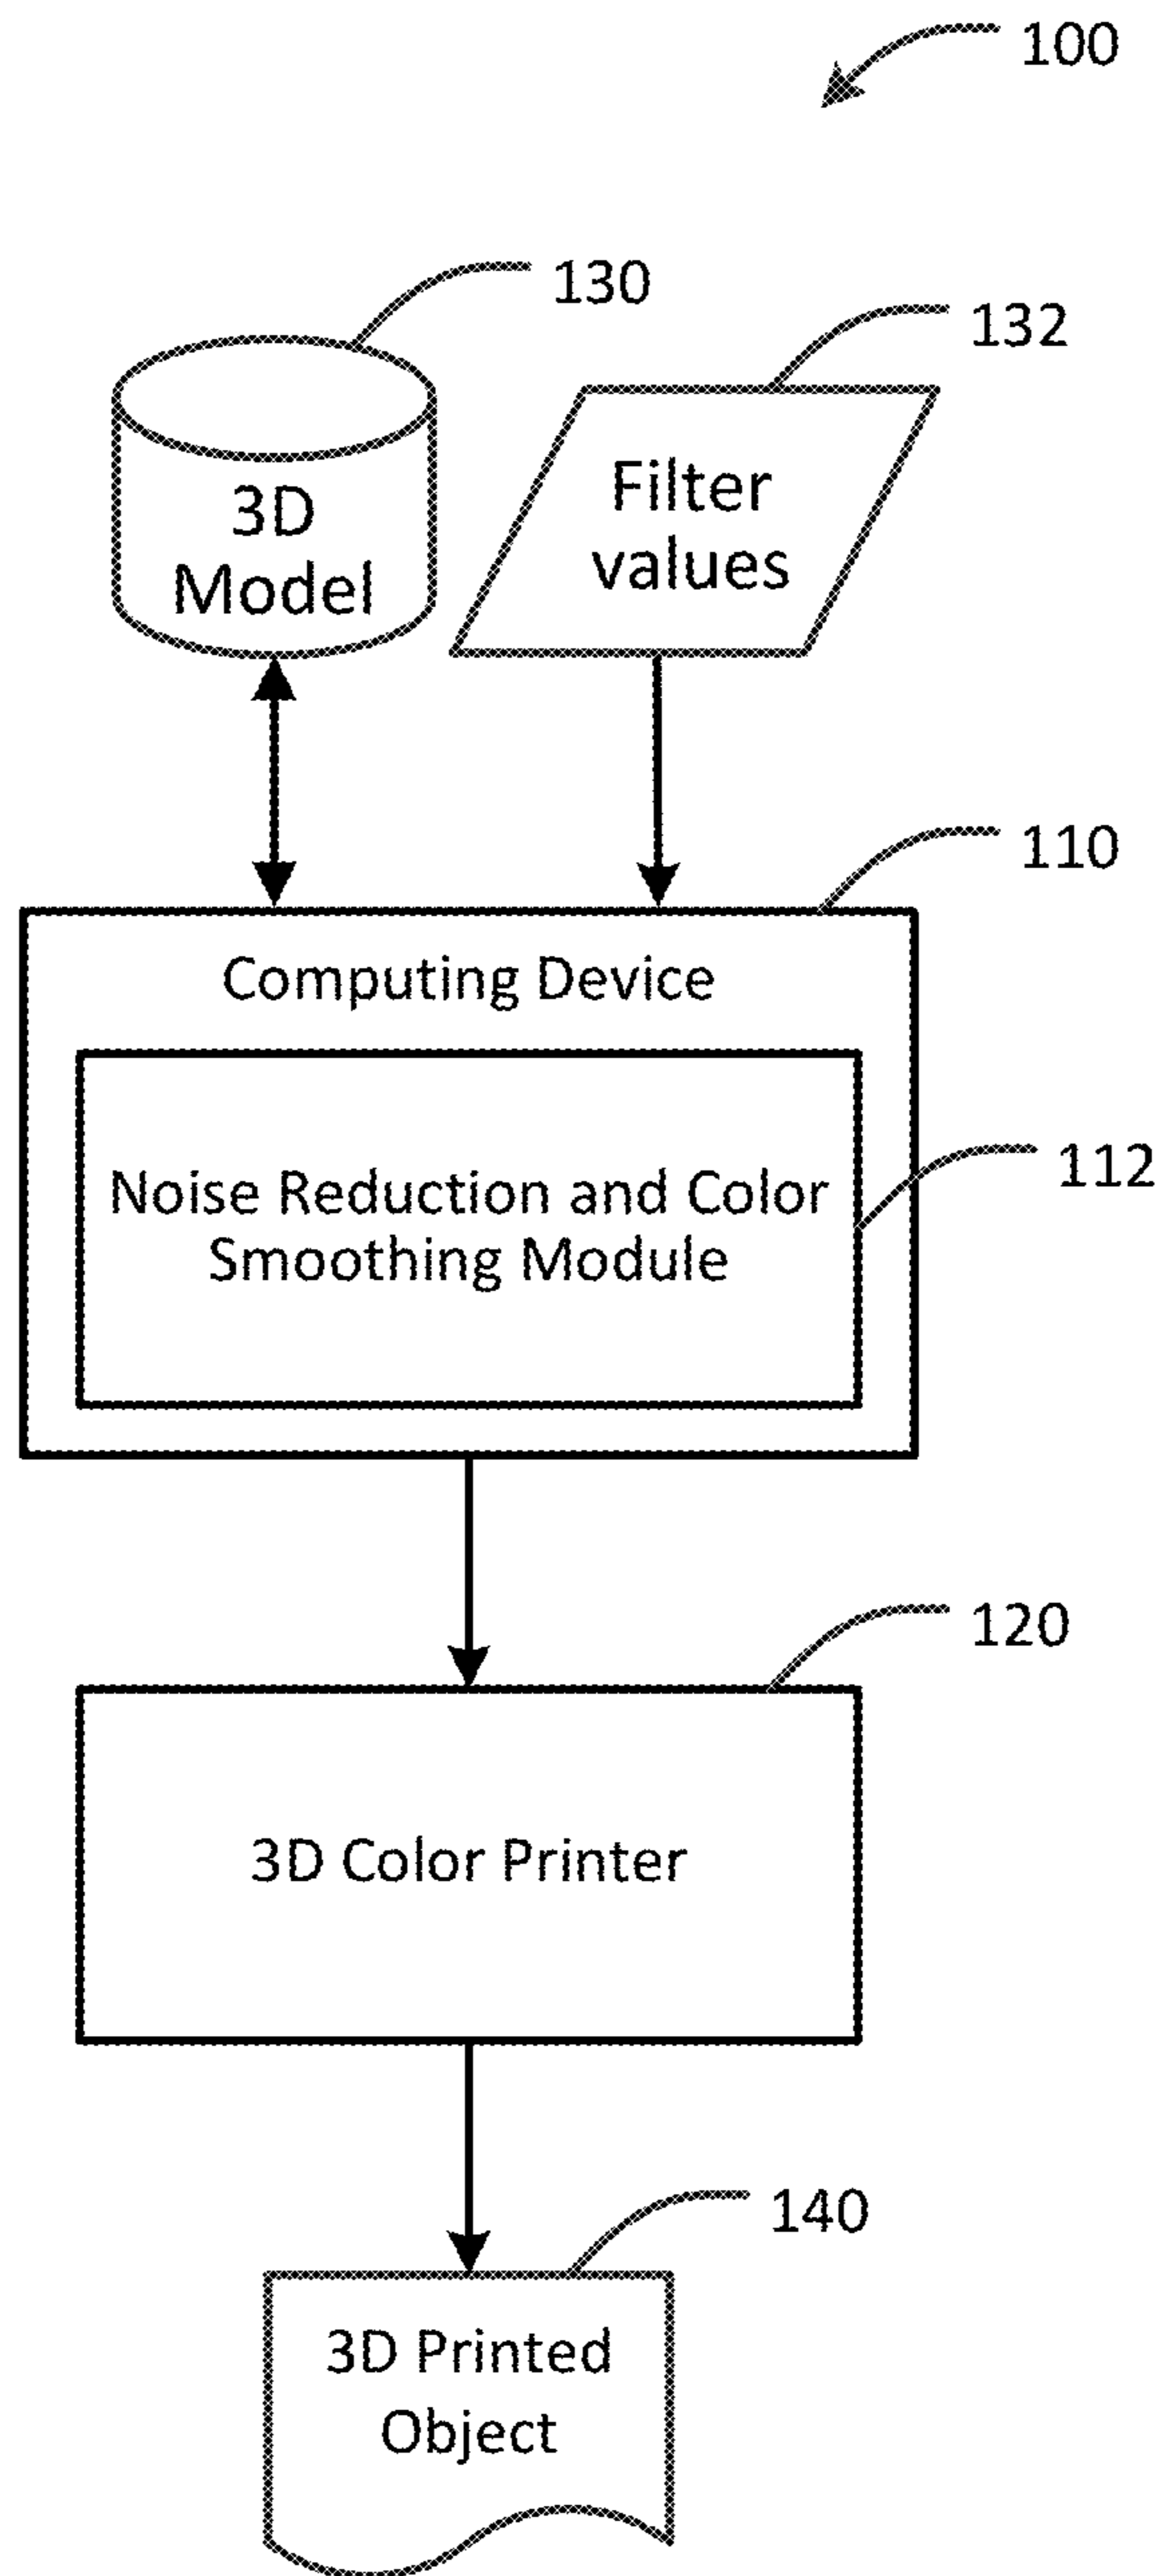 100
130
132
3D
Model
Filter
values
110
Computing Device
Noise Reduction and Color
Smoothing Module
112
120
3D Color Printer
140
3D Printed
Object